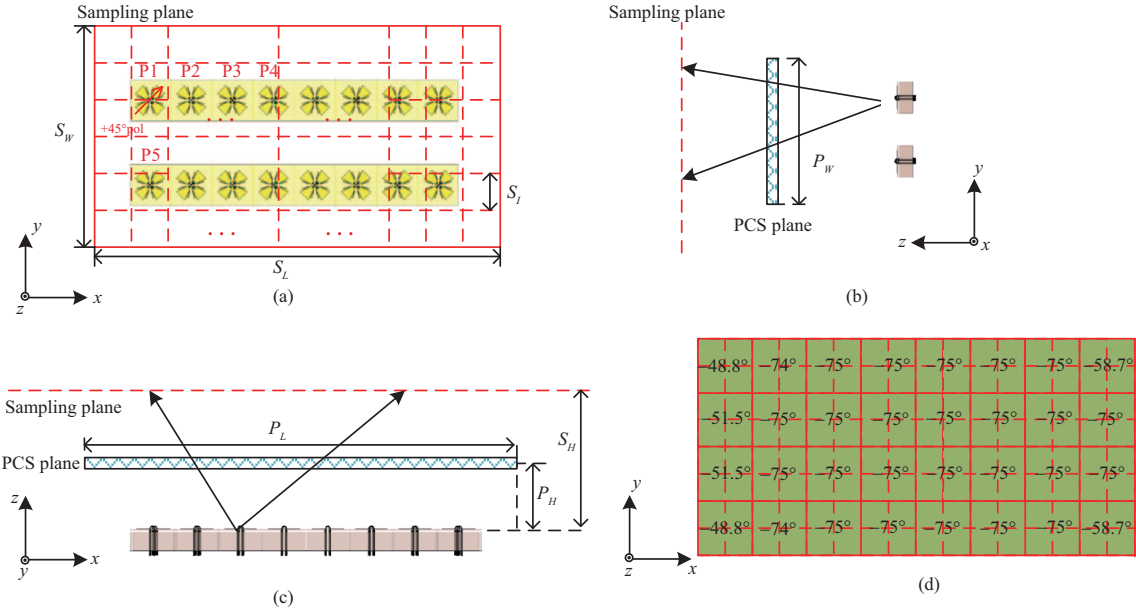 Sampling plane
P1 P2 P3 P4
+45°pol
. . . . . .
P5
. . . . . .
S_W
S_I
S_L
y
z x
(a)
Sampling plane
P_W
PCS plane
y
z x
(b)
Sampling plane
P_L
PCS plane
S_H
P_H
z
y x
(c)
–48.8° –74° –75° –75° –75° –75° –75° –58.7°
–51.5° –75° –75° –75° –75° –75° –75° –75°
–51.5° –75° –75° –75° –75° –75° –75° –75°
–48.8° –74° –75° –75° –75° –75° –75° –58.7°
y
z x
(d)